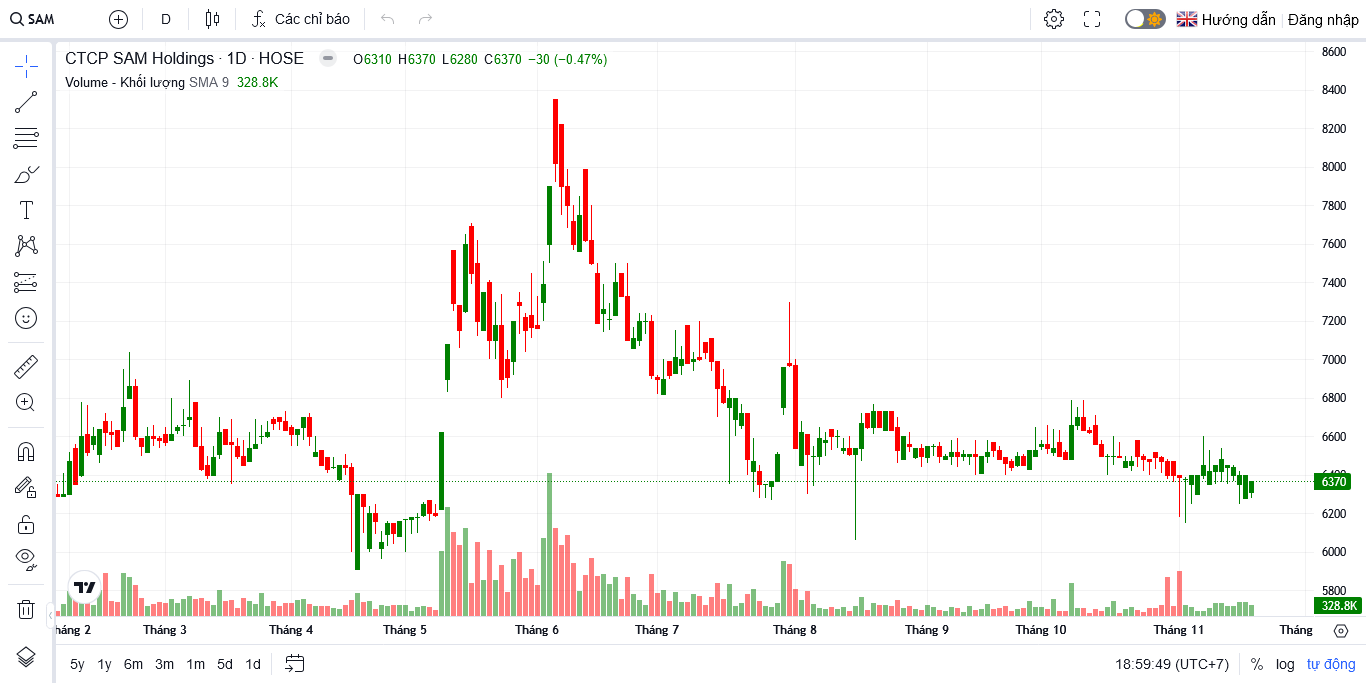 SAM D Các chỉ báo Hướng dẫn Đăng nhập
CTCP SAM Holdings · 1D · HOSE O6310 H6370 L6280 C6370 −30 (−0.47%)
Volume - Khối lượng SMA 9 328.8K
8600
8400
8200
8000
7800
7600
7400
7200
7000
6800
6600
6400
6370
6200
6000
5800
328.8K
háng 2 Tháng 3 Tháng 4 Tháng 5 Tháng 6 Tháng 7 Tháng 8 Tháng 9 Tháng 10 Tháng 11 Tháng
5y 1y 6m 3m 1m 5d 1d 18:59:49 (UTC+7) % log tự động